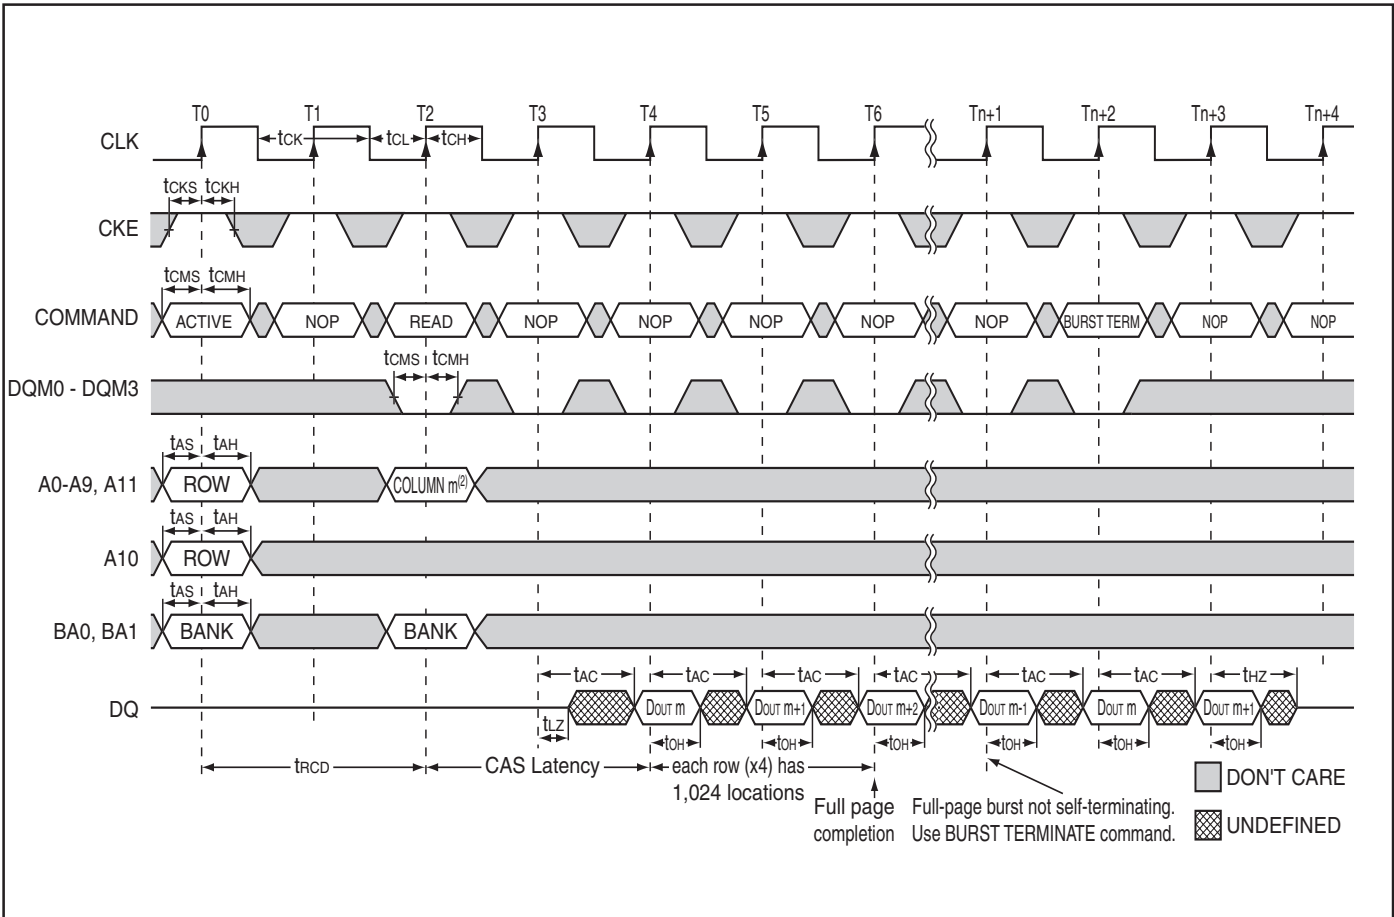 T0 T1 T2 T3 T4 T5 T6 Tn+1 Tn+2 Tn+3 Tn+4
CLK tCK tCL tCH
tCKS tCKH
CKE
tCMS tCMH
COMMAND ACTIVE NOP READ NOP NOP NOP NOP NOP BURST TERM NOP NOP
tCMS tCMH
DQM0 - DQM3
tAS tAH
A0-A9, A11 ROW COLUMN m(2)
tAS tAH
A10 ROW
tAS tAH
BA0, BA1 BANK BANK
tAC tAC tAC tAC tAC tAC tHZ
DQ DOUT m DOUT m+1 DOUT m+2 DOUT m-1 DOUT m DOUT m+1
tLZ tOH tOH tOH tOH tOH tOH
tRCD CAS Latency each row (x4) has
1,024 locations
Full page
completion
Full-page burst not self-terminating.
Use BURST TERMINATE command.
DON'T CARE
UNDEFINED